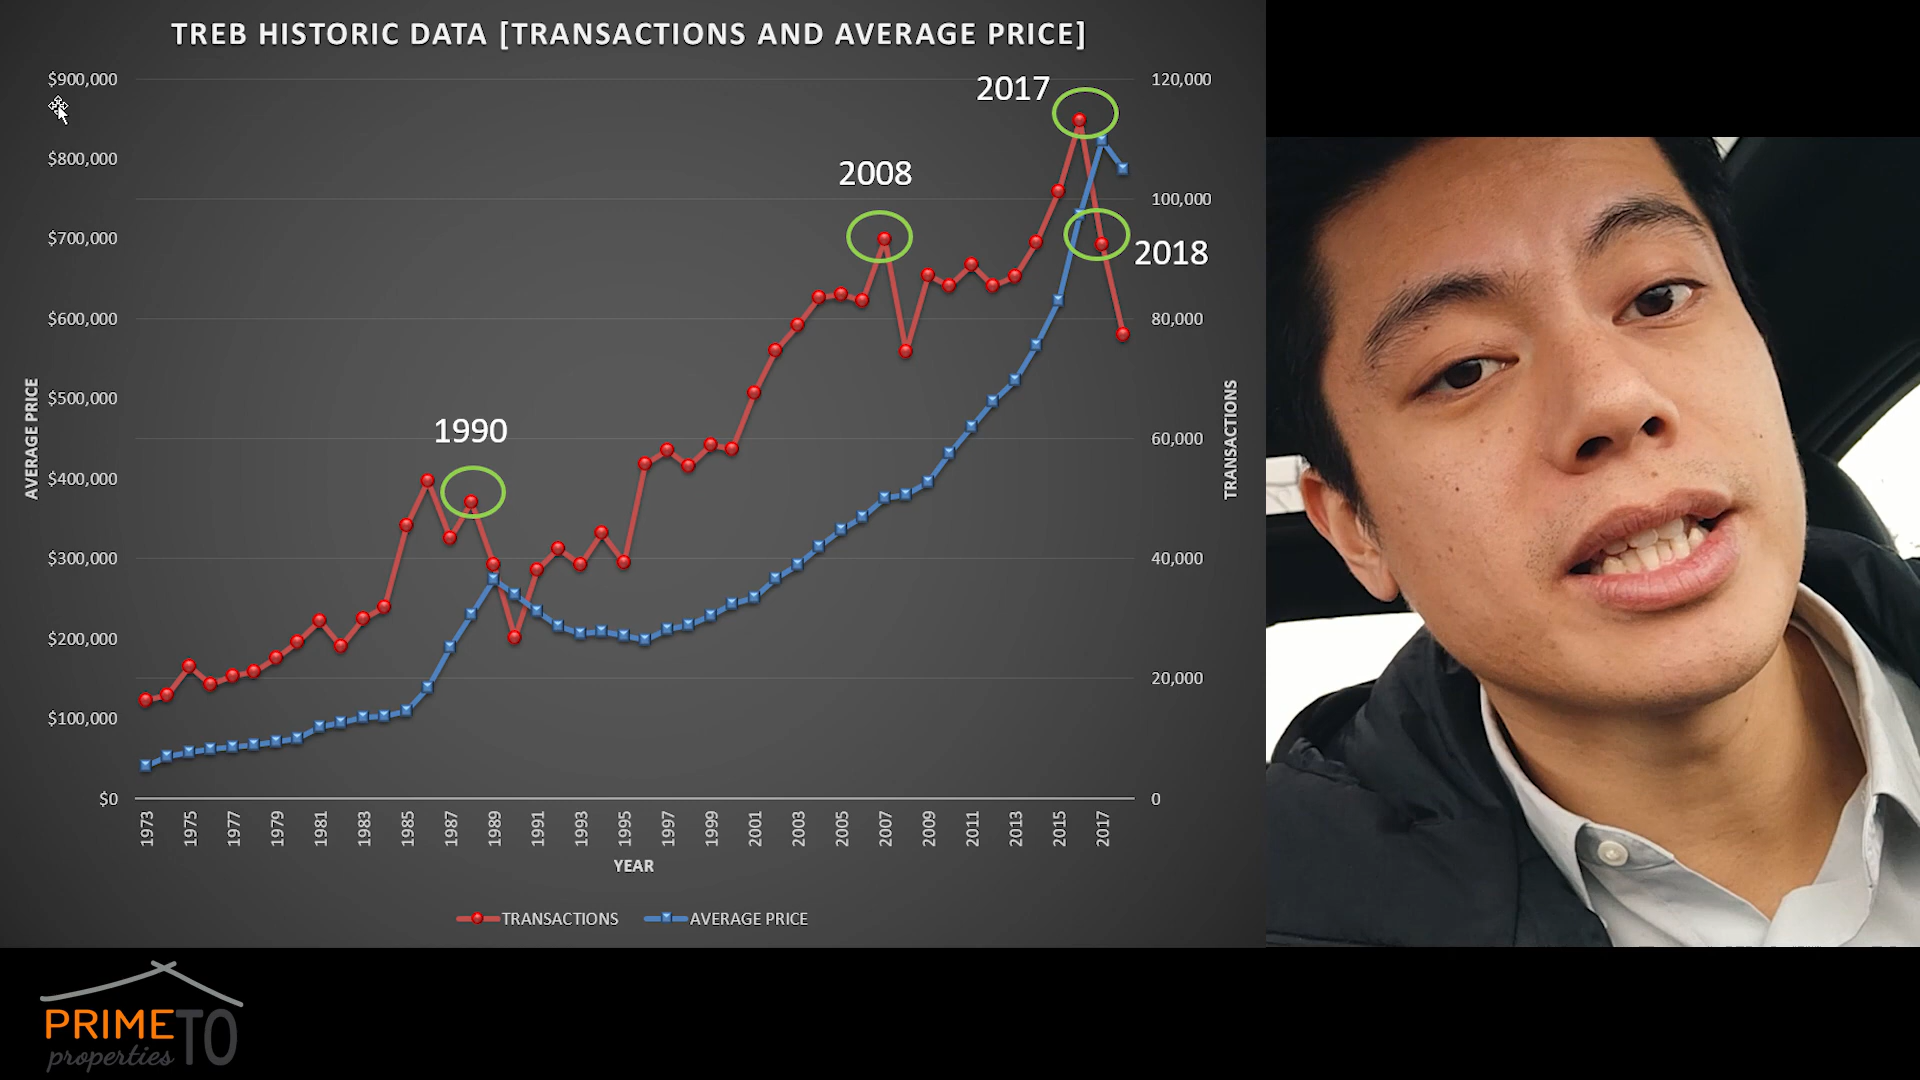 TREB HISTORIC DATA [TRANSACTIONS AND AVERAGE PRICE]
$900,000
$800,000
$700,000
$600,000
$500,000
$400,000
$300,000
$200,000
$100,000
$0
AVERAGE PRICE
1990
2008
2017
2018
120,000
100,000
80,000
60,000
40,000
20,000
0
TRANSACTIONS
1973 1975 1977 1979 1981 1983 1985 1987 1989 1991 1993 1995 1997 1999 2001 2003 2005 2007 2009 2011 2013 2015 2017
YEAR
TRANSACTIONS AVERAGE PRICE
PRIME TO
properties